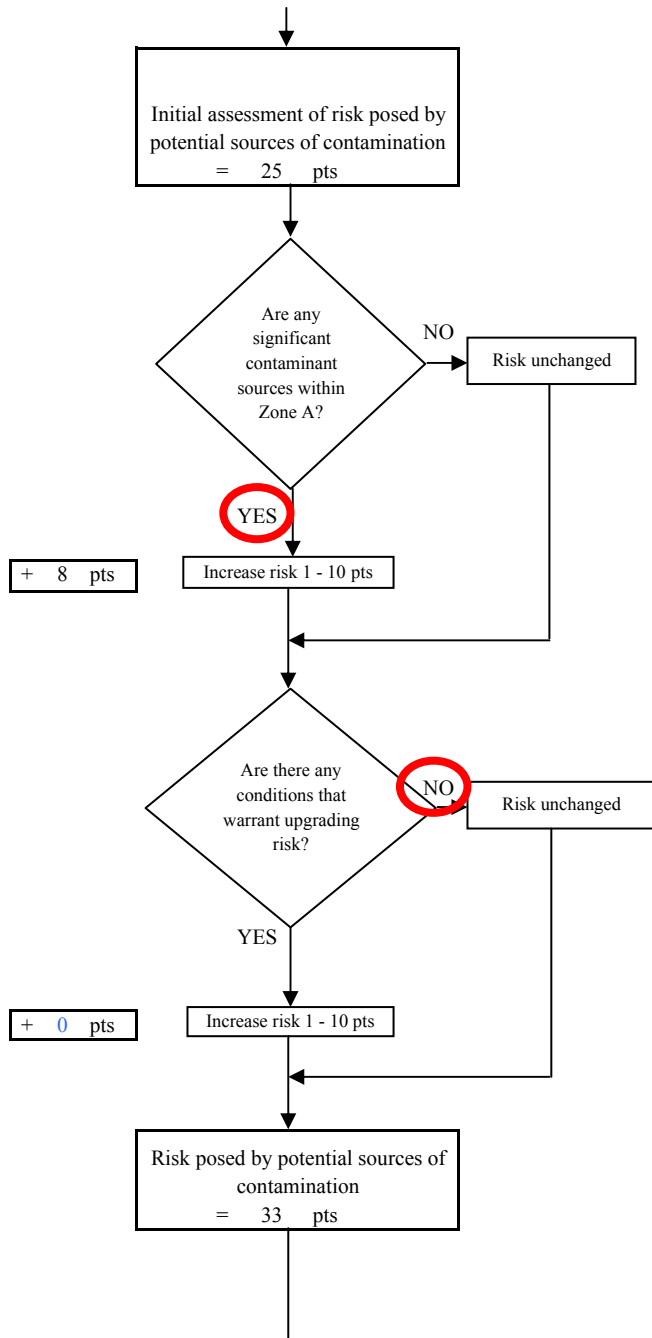 Initial assessment of risk posed by
potential sources of contamination
= 25 pts
Are any
significant
contaminant
sources within
Zone A?
NO
Risk unchanged
YES
+ 8 pts
Increase risk 1 - 10 pts
Are there any
conditions that
warrant upgrading
risk?
NO
Risk unchanged
YES
+ 0 pts
Increase risk 1 - 10 pts
Risk posed by potential sources of
contamination
= 33 pts